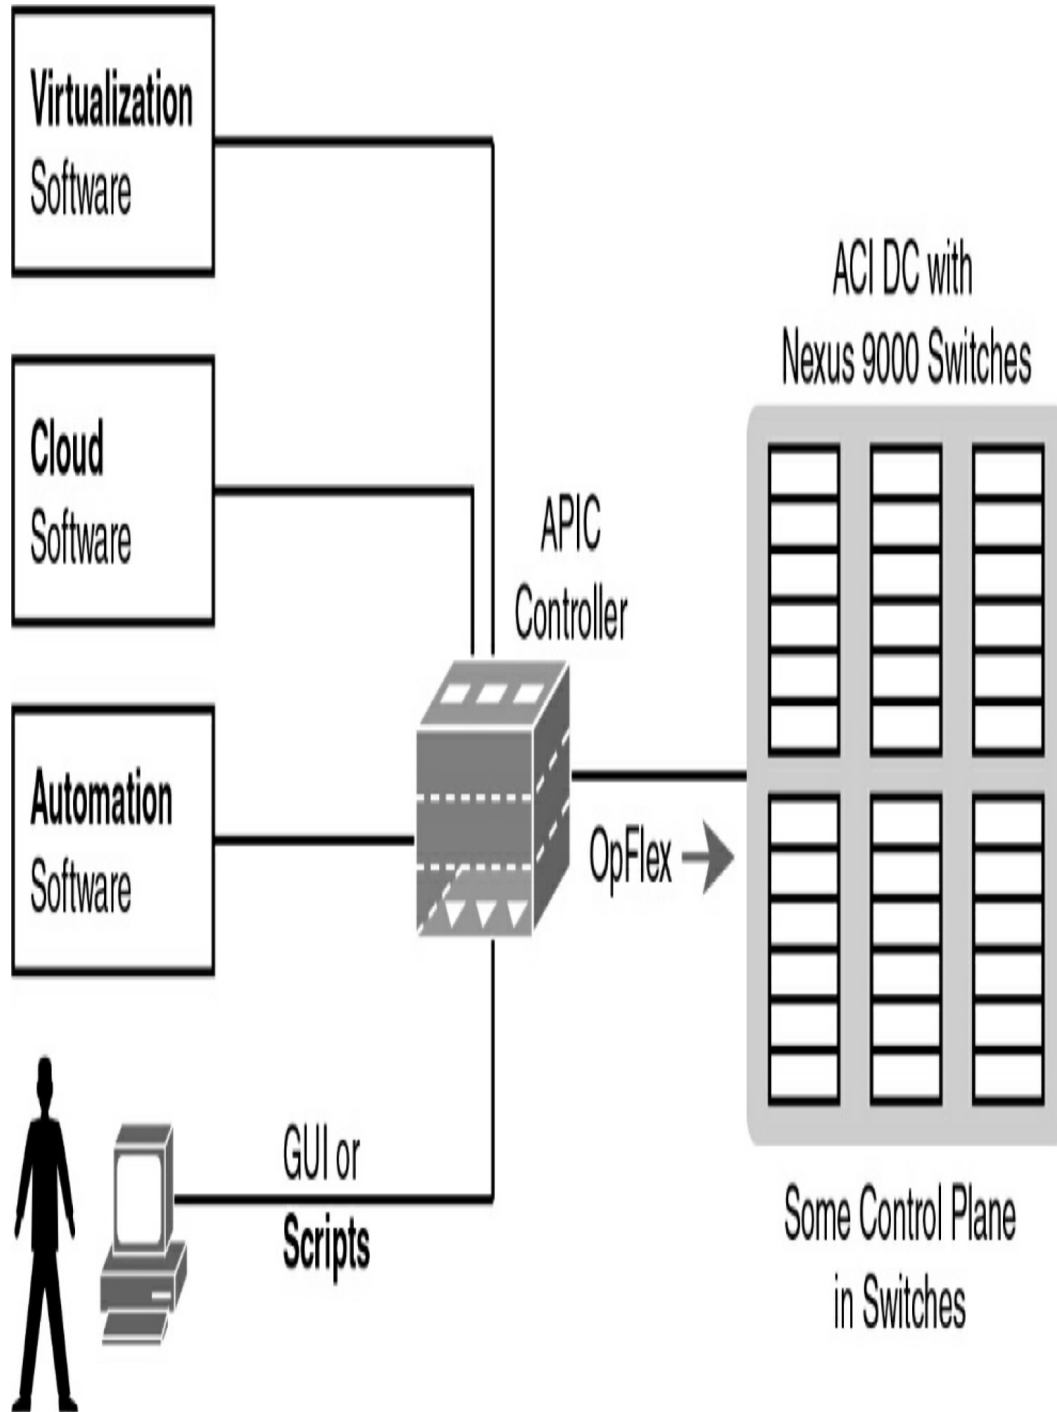 Virtualization
Software
Cloud
Software
Automation
Software
GUI or
Scripts
APIC
Controller
OpFlex
ACI DC with
Nexus 9000 Switches
Some Control Plane
in Switches